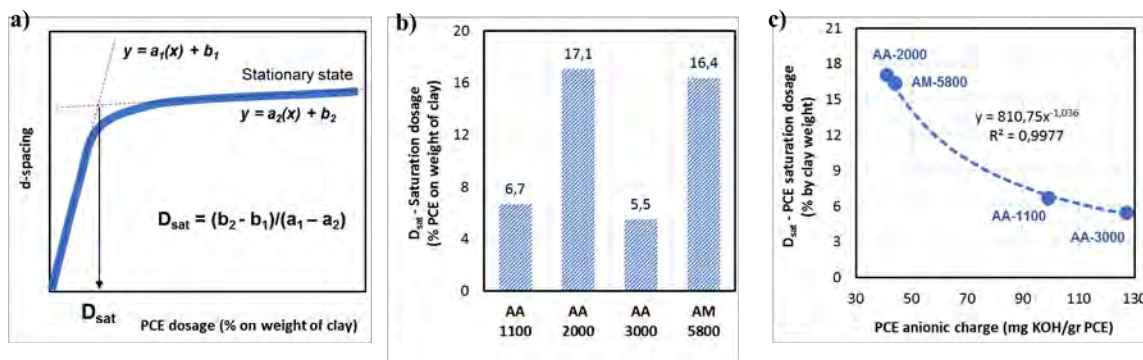 a)
y = a₁(x) + b₁
Stationary state
y = a₂(x) + b₂
d-spacing
Dsat = (b₂ - b₁)/(a₁ – a₂)
Dsat
PCE dosage (% on weight of clay)
b)
Dsat - Saturation dosage
(% PCE on weight of clay)
20
16
12
8
4
0
6,7
17,1
5,5
16,4
AA
1100
AA
2000
AA
3000
AM
5800
c)
Dsat - PCE saturation dosage
(% by clay weight)
21
18
15
12
9
6
3
0
AA-2000
AM-5800
y = 810,75x⁻¹,⁰³⁶
R² = 0,9977
AA-1100
AA-3000
30
50
70
90
110
130
PCE anionic charge (mg KOH/gr PCE)